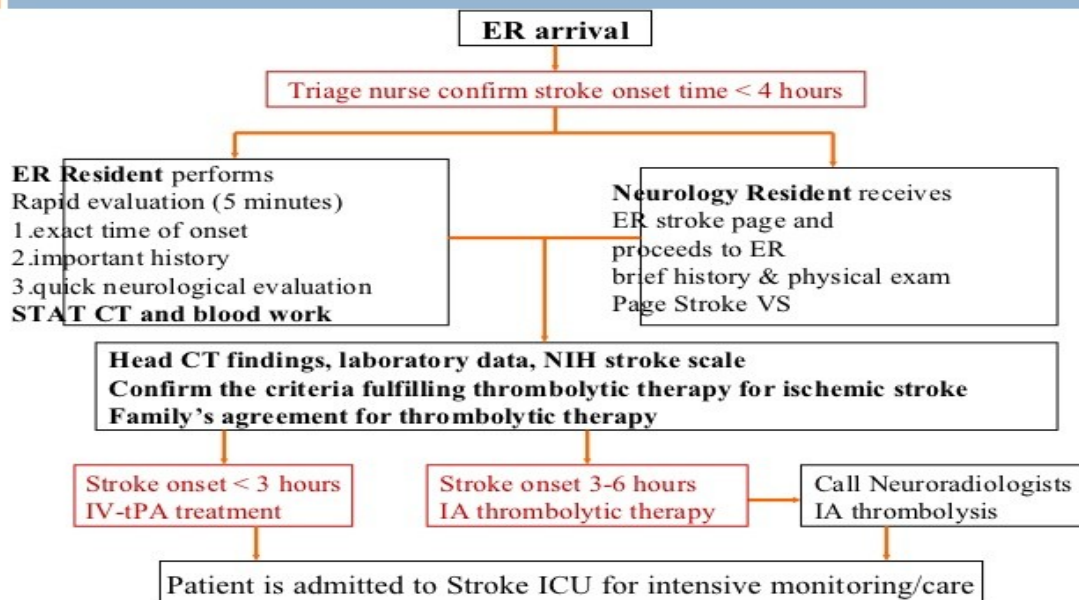 ER arrival
Triage nurse confirm stroke onset time < 4 hours
ER Resident performs
Rapid evaluation (5 minutes)
1.exact time of onset
2.important history
3.quick neurological evaluation
STAT CT and blood work
Neurology Resident receives
ER stroke page and
proceeds to ER
brief history & physical exam
Page Stroke VS
Head CT findings, laboratory data, NIH stroke scale
Confirm the criteria fulfilling thrombolytic therapy for ischemic stroke
Family's agreement for thrombolytic therapy
Stroke onset < 3 hours
IV-tPA treatment
Stroke onset 3-6 hours
IA thrombolytic therapy
Call Neuroradiologists
IA thrombolysis
Patient is admitted to Stroke ICU for intensive monitoring/care